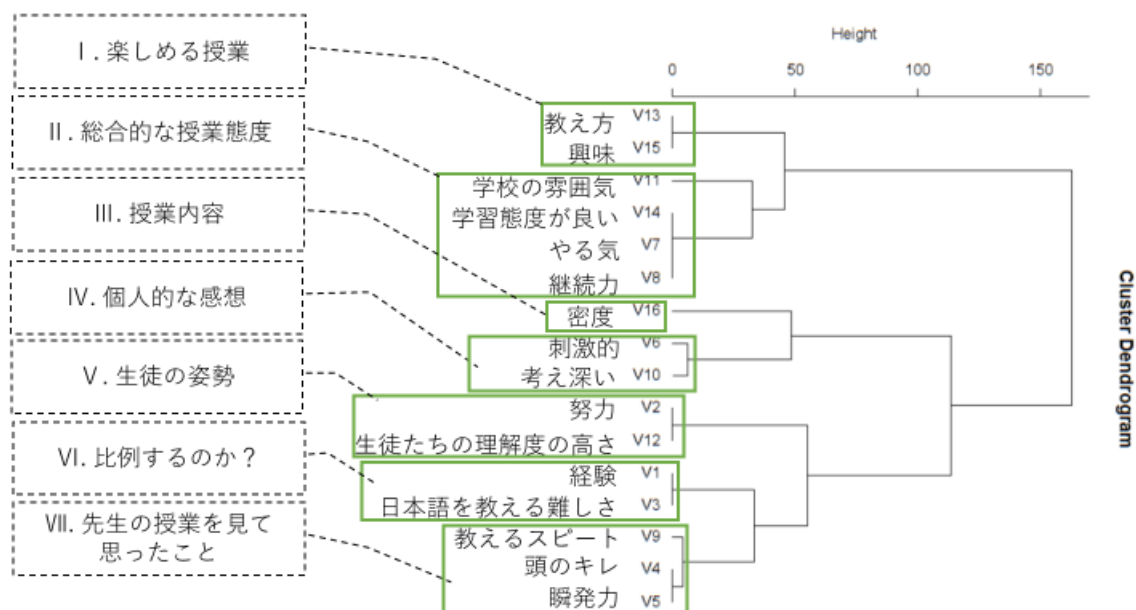 Ⅰ. 楽しめる授業
Ⅱ. 総合的な授業態度
Ⅲ. 授業内容
Ⅳ. 個人的な感想
Ⅴ. 生徒の姿勢
Ⅵ. 比例するのか？
Ⅶ. 先生の授業を見て
思ったこと
Height
0 50 100 150
教え方 V13
興味 V15
学校の雰囲気 V11
学習態度が良い V14
やる気 V7
継続力 V8
密度 V16
刺激的 V6
考え深い V10
努力 V2
生徒たちの理解度の高さ V12
経験 V1
日本語を教える難しさ V3
教えるスピート V9
頭のキレ V4
瞬発力 V5
Cluster Dendrogram